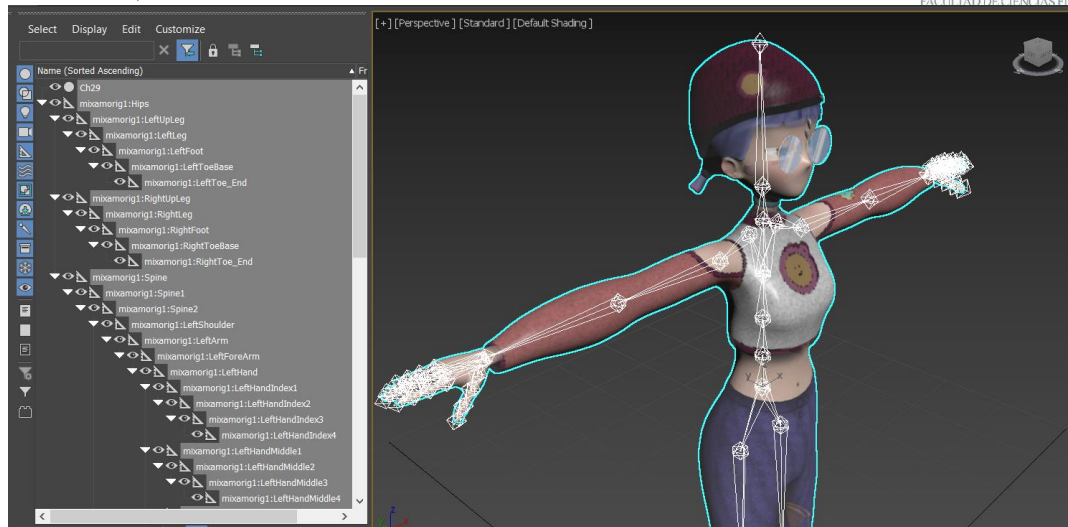 FACULTAD DE CIENCIAS
Select Display Edit Customize
[+] [Perspective ] [Standard ] [Default Shading ]
Name (Sorted Ascending) Fr
Ch29
mixamorig1:Hips
mixamorig1:LeftUpLeg
mixamorig1:LeftLeg
mixamorig1:LeftFoot
mixamorig1:LeftToeBase
mixamorig1:LeftToe_End
mixamorig1:RightUpLeg
mixamorig1:RightLeg
mixamorig1:RightFoot
mixamorig1:RightToeBase
mixamorig1:RightToe_End
mixamorig1:Spine
mixamorig1:Spine1
mixamorig1:Spine2
mixamorig1:LeftShoulder
mixamorig1:LeftArm
mixamorig1:LeftForeArm
mixamorig1:LeftHand
mixamorig1:LeftHandIndex1
mixamorig1:LeftHandIndex2
mixamorig1:LeftHandIndex3
mixamorig1:LeftHandIndex4
mixamorig1:LeftHandMiddle1
mixamorig1:LeftHandMiddle2
mixamorig1:LeftHandMiddle3
mixamorig1:LeftHandMiddle4
y x
z